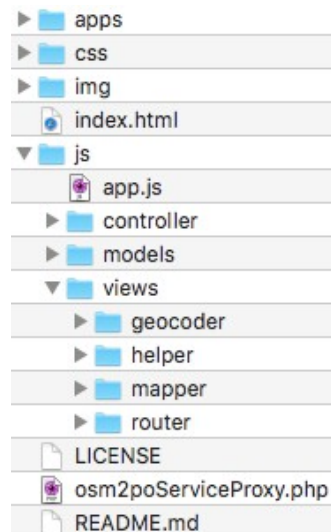 apps
css
img
index.html
js
app.js
controller
models
views
geocoder
helper
mapper
router
LICENSE
osm2poServiceProxy.php
README.md